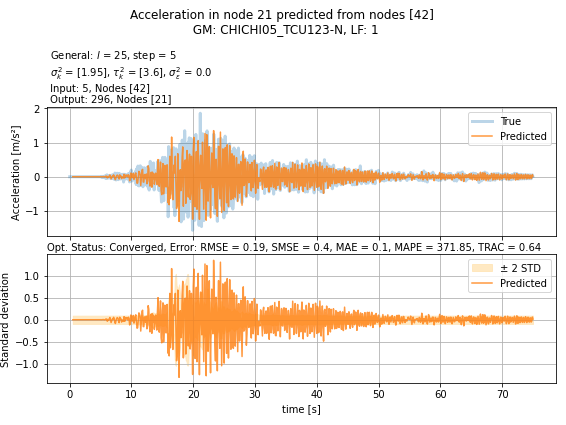 Acceleration in node 21 predicted from nodes [42]
GM: CHICHI05_TCU123-N, LF: 1
General: l = 25, step = 5
σ²ₖ = [1.95], τ²ₖ = [3.6], σ²ε = 0.0
Input: 5, Nodes [42]
Output: 296, Nodes [21]
2
1
0
−1
Acceleration [m/s²]
True
Predicted
Opt. Status: Converged, Error: RMSE = 0.19, SMSE = 0.4, MAE = 0.1, MAPE = 371.85, TRAC = 0.64
1.0
0.5
0.0
−0.5
−1.0
Standard deviation
± 2 STD
Predicted
0 10 20 30 40 50 60 70
time [s]